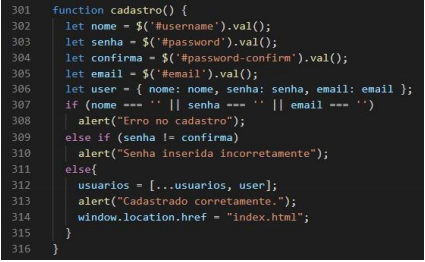 301 function cadastro() {
302 let nome = $('#username').val();
303 let senha = $('#password').val();
304 let confirma = $('#password-confirm').val();
305 let email = $('#email').val();
306 let user = { nome: nome, senha: senha, email: email };
307 if (nome === '' || senha === '' || email === '')
308 alert("Erro no cadastro");
309 else if (senha != confirma)
310 alert("Senha inserida incorretamente");
311 else{
312 usuarios = [...usuarios, user];
313 alert("Cadastrado corretamente.");
314 window.location.href = "index.html";
315 }
316 }